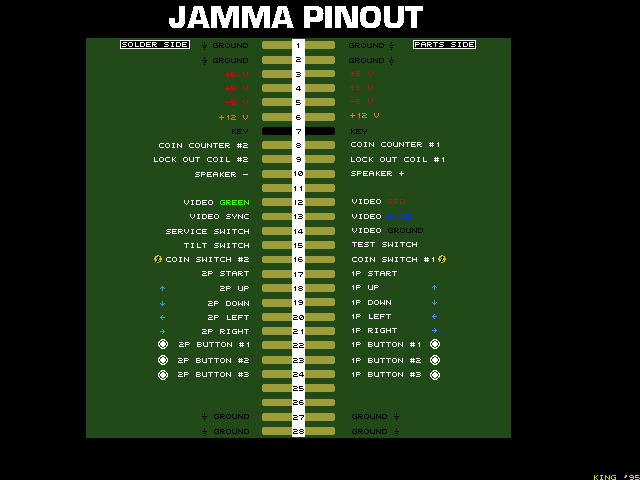 JAMMA PINOUT
SOLDER SIDE GROUND 1 GROUND PARTS SIDE
GROUND 2 GROUND
+5 V 3 +5 V
+5 V 4 +5 V
5
+12 V 6 +12 V
KEY 7 KEY
COIN COUNTER #2 8 COIN COUNTER #1
LOCK OUT COIL #2 9 LOCK OUT COIL #1
SPEAKER - 10 SPEAKER +
11
VIDEO GREEN 12 VIDEO RED
VIDEO SYNC 13 VIDEO BLUE
SERVICE SWITCH 14 VIDEO GROUND
TILT SWITCH 15 TEST SWITCH
COIN SWITCH #2 16 COIN SWITCH #1
2P START 17 1P START
↑ 2P UP 18 1P UP ↑
↓ 2P DOWN 19 1P DOWN ↓
← 2P LEFT 20 1P LEFT ←
→ 2P RIGHT 21 1P RIGHT →
2P BUTTON #1 22 1P BUTTON #1
2P BUTTON #2 23 1P BUTTON #2
2P BUTTON #3 24 1P BUTTON #3
25
26
GROUND 27 GROUND
GROUND 28 GROUND
KING '95